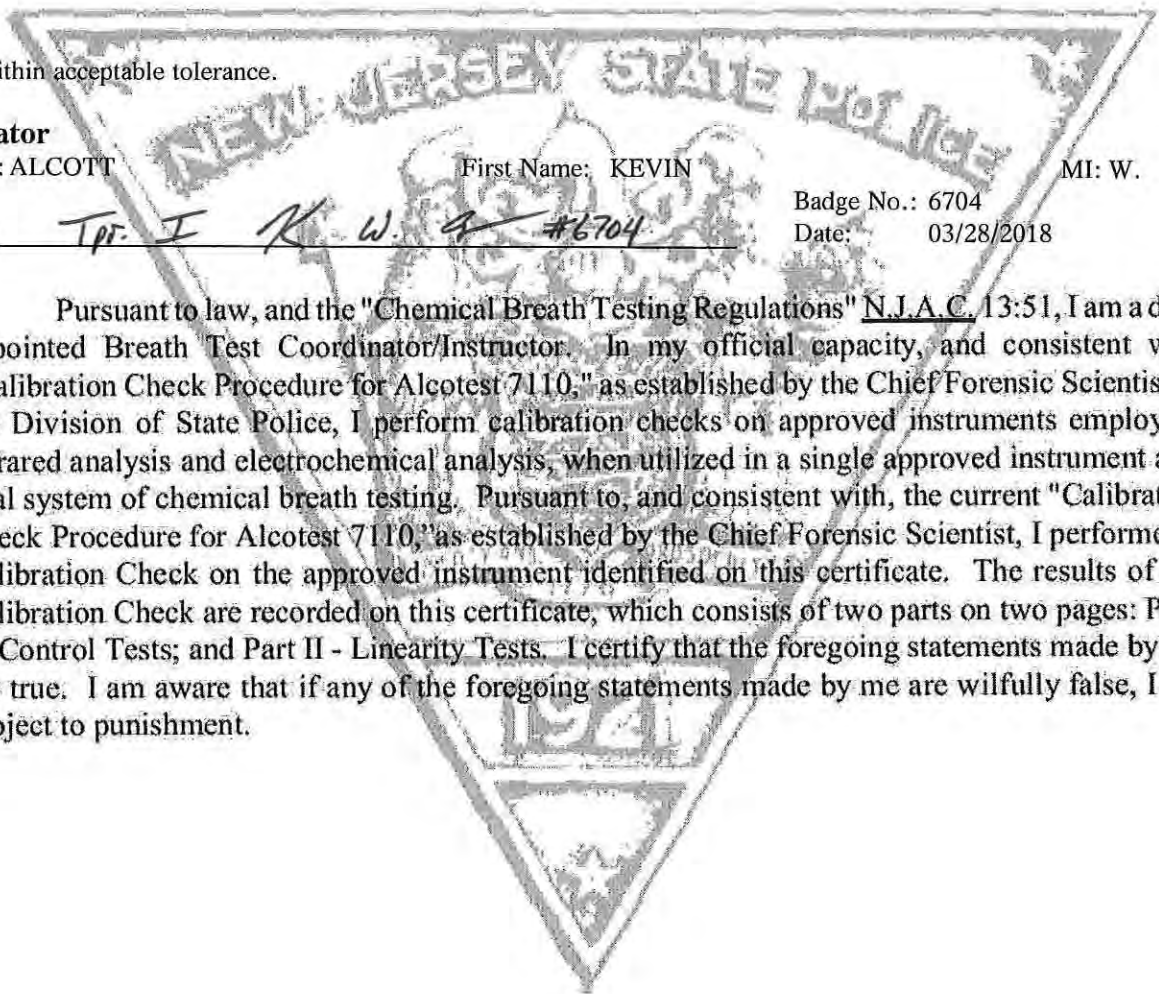 NEW JERSEY STATE POLICE
ithin acceptable tolerance.
ator
: ALCOTT First Name: KEVIN MI: W.
Badge No.: 6704
Tpr. I K W. #6704 Date: 03/28/2018
Pursuant to law, and the "Chemical Breath Testing Regulations" N.J.A.C. 13:51, I am a d
pointed Breath Test Coordinator/Instructor. In my official capacity, and consistent v
alibration Check Procedure for Alcotest 7110," as established by the Chief Forensic Scientis
Division of State Police, I perform calibration checks on approved instruments employ
rared analysis and electrochemical analysis, when utilized in a single approved instrument a
al system of chemical breath testing. Pursuant to, and consistent with, the current "Calibrat
eck Procedure for Alcotest 7110," as established by the Chief Forensic Scientist, I performe
libration Check on the approved instrument identified on this certificate. The results of
libration Check are recorded on this certificate, which consists of two parts on two pages: P
Control Tests; and Part II - Linearity Tests. I certify that the foregoing statements made by
true. I am aware that if any of the foregoing statements made by me are wilfully false, I
bject to punishment.
1921